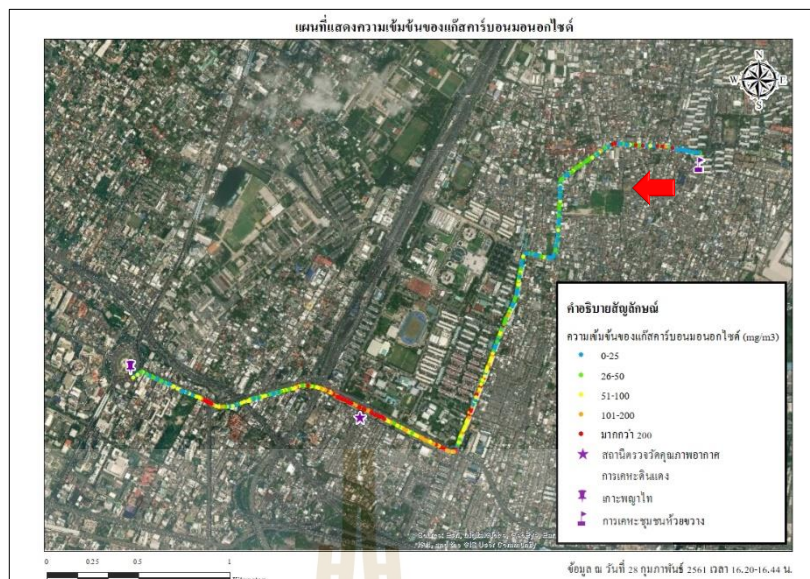 แผนที่แสดงความเข้มข้นของแก๊สคาร์บอนมอนอกไซด์
N
W E
S
คำอธิบายสัญลักษณ์
ความเข้มข้นของแก๊สคาร์บอนมอนอกไซด์ (mg/m3)
0-25
26-50
51-100
101-200
มากกว่า 200
สถานีตรวจวัดคุณภาพอากาศ
การเคหะดินแดง
เกาะพญาไท
การเคหะชุมชนห้วยขวาง
0 0.25 0.5 1
Kilometers
ข้อมูล ณ วันที่ 28 กุมภาพันธ์ 2561 เวลา 16.20-16.44 น.